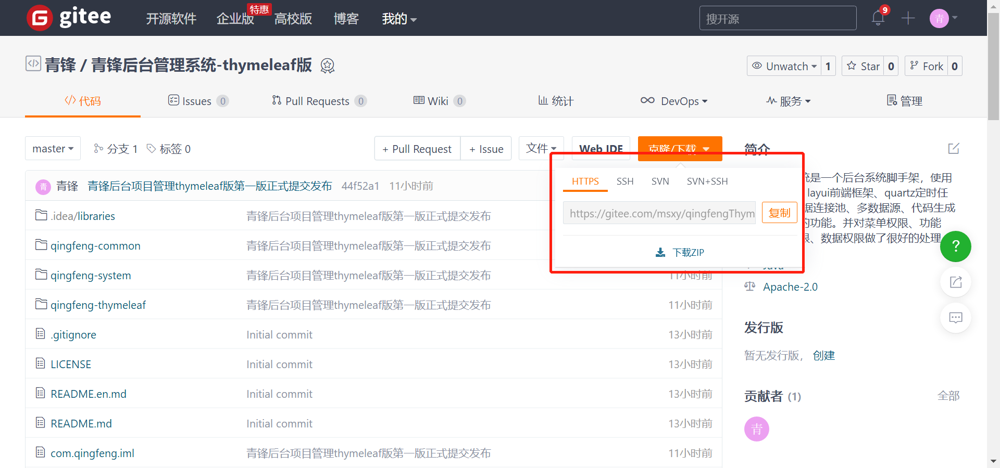 gitee 开源软件 企业版 特惠 高校版 博客 我的 搜开源 9 青
青锋 / 青锋后台管理系统-thymeleaf版 Unwatch 1 Star 0 Fork 0
代码 Issues 0 Pull Requests 0 Wiki 0 统计 DevOps 服务 管理
master 分支 1 标签 0 + Pull Request + Issue 文件 Web IDE 克隆/下载 简介
HTTPS SSH SVN SVN+SSH
https://gitee.com/msxy/qingfengThym 复制
下载ZIP
青 青锋 青锋后台项目管理thymeleaf版第一版正式提交发布 44f52a1 11小时前
.idea/libraries 青锋后台项目管理thymeleaf版第一版正式提交发布
qingfeng-common 青锋后台项目管理thymeleaf版第一版正式提交发布
qingfeng-system 青锋后台项目管理thymeleaf版第一版正式提交发布 11小时前
qingfeng-thymeleaf 青锋后台项目管理thymeleaf版第一版正式提交发布 11小时前
.gitignore Initial commit 13小时前
LICENSE Initial commit 13小时前
README.en.md Initial commit 13小时前
README.md Initial commit 13小时前
com.qingfeng.iml 青锋后台项目管理thymeleaf版第一版正式提交发布 11小时前
是一个后台系统脚手架，使用
layui前端框架、quartz定时任
连接池、多数据源、代码生成
功能。并对菜单权限、功能
、数据权限做了很好的处理
?
Java
Apache-2.0
发行版
暂无发行版， 创建
贡献者 (1) 全部
青